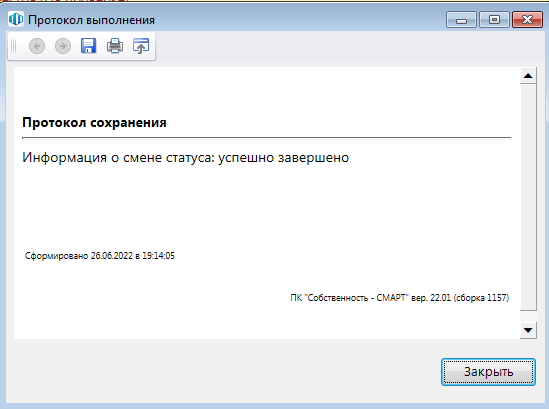 Протокол выполнения
Протокол сохранения
Информация о смене статуса: успешно завершено
Сформировано 26.06.2022 в 19:14:05
ПК "Собственность - СМАРТ" вер. 22.01 (сборка 1157)
Закрыть